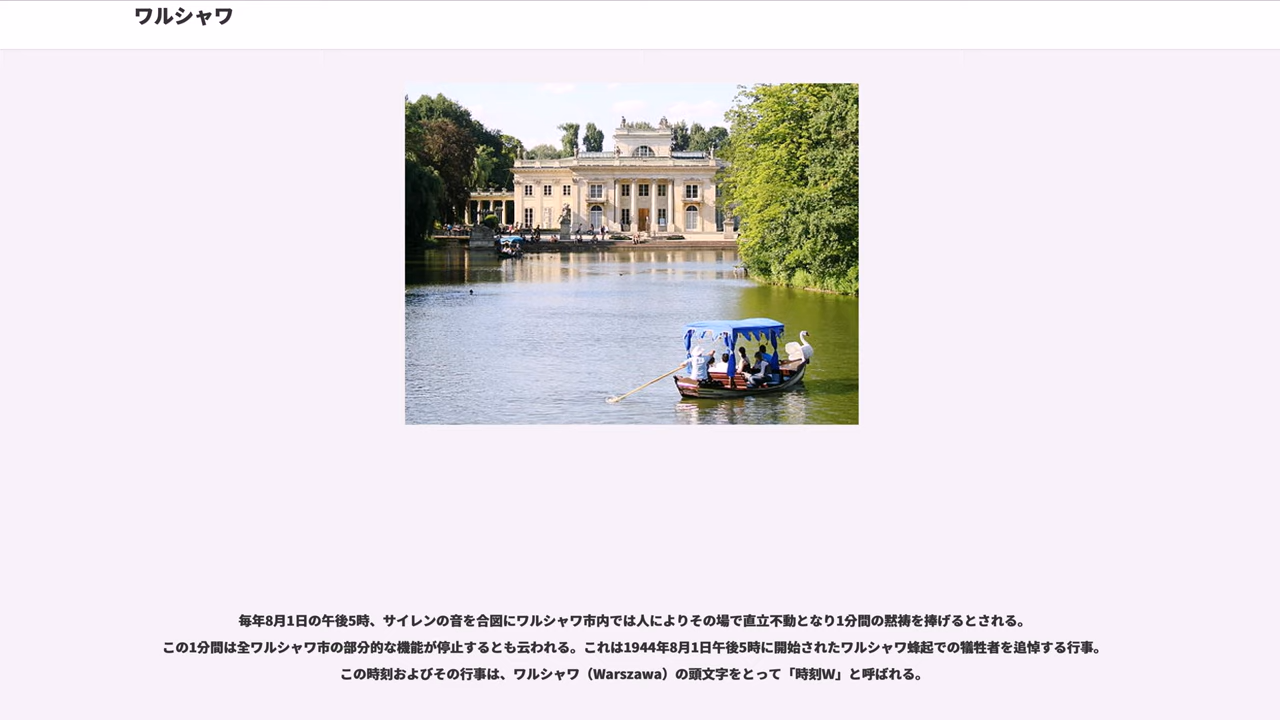 ワルシャワ
毎年8月1日の午後5時、サイレンの音を合図にワルシャワ市内では人によりその場で直立不動となり1分間の黙祷を捧げるとされる。
この1分間は全ワルシャワ市の部分的な機能が停止するとも云われる。これは1944年8月1日午後5時に開始されたワルシャワ蜂起での犠牲者を追悼する行事。
この時刻およびその行事は、ワルシャワ（Warszawa）の頭文字をとって「時刻W」と呼ばれる。